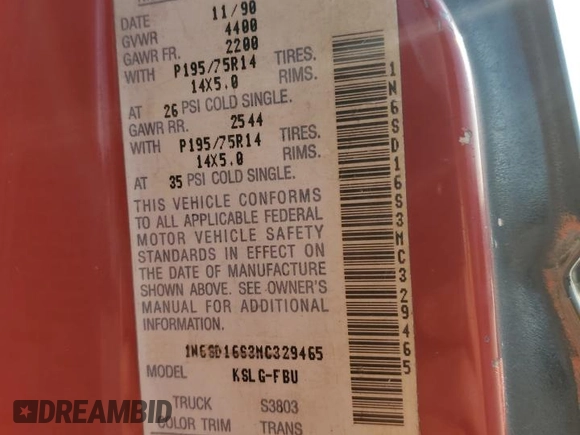 DATE 11/90
GVWR 4400
GAWR FR. 2200
WITH P195/75R14 TIRES.
14X5.0 RIMS.
AT 26 PSI COLD SINGLE.
GAWR RR. 2544
WITH P195/75R14 TIRES.
14X5.0 RIMS.
AT 35 PSI COLD SINGLE.
THIS VEHICLE CONFORMS
TO ALL APPLICABLE FEDERAL
MOTOR VEHICLE SAFETY
STANDARDS IN EFFECT ON
THE DATE OF MANUFACTURE
SHOWN ABOVE. SEE OWNER'S
MANUAL FOR ADDITIONAL
INFORMATION.
1N6SD16S3MC329465
MODEL KSLG-FBU
TRUCK S3803
COLOR TRIM TRANS
1N6SD16S3MC329465
DREAMBID